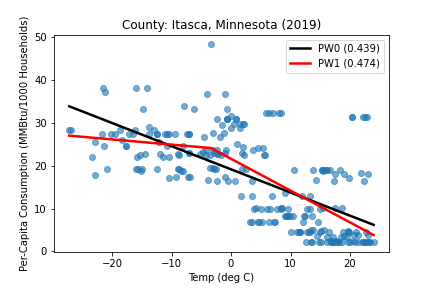 County: Itasca, Minnesota (2019)
Per-Capita Consumption (MMBtu/1000 Households)
50
40
30
20
10
0
PW0 (0.439)
PW1 (0.474)
−20
−10
0
10
20
Temp (deg C)